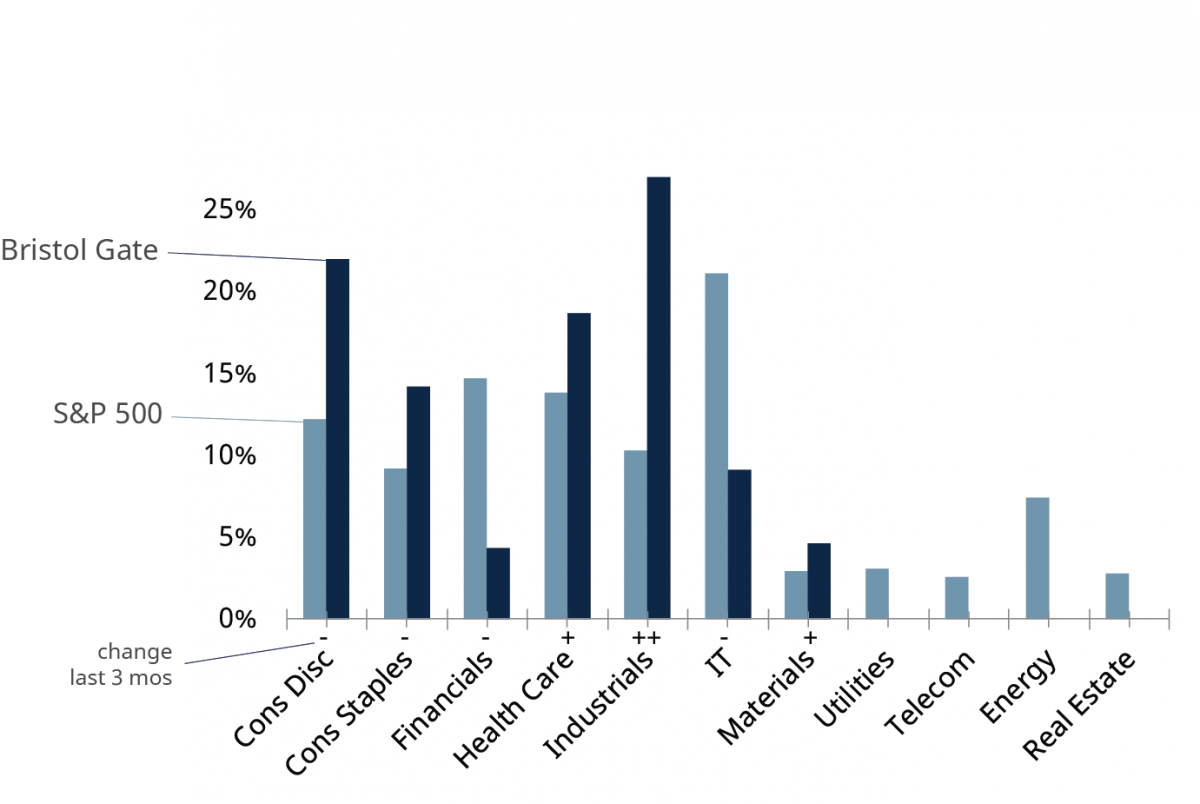 25%
Bristol Gate
20%
15%
S&P 500
10%
5%
0%
change
last 3 mos
- - - + ++ - +
Cons Disc
Cons Staples
Financials
Health Care
Industrials
IT
Materials
Utilities
Telecom
Energy
Real Estate